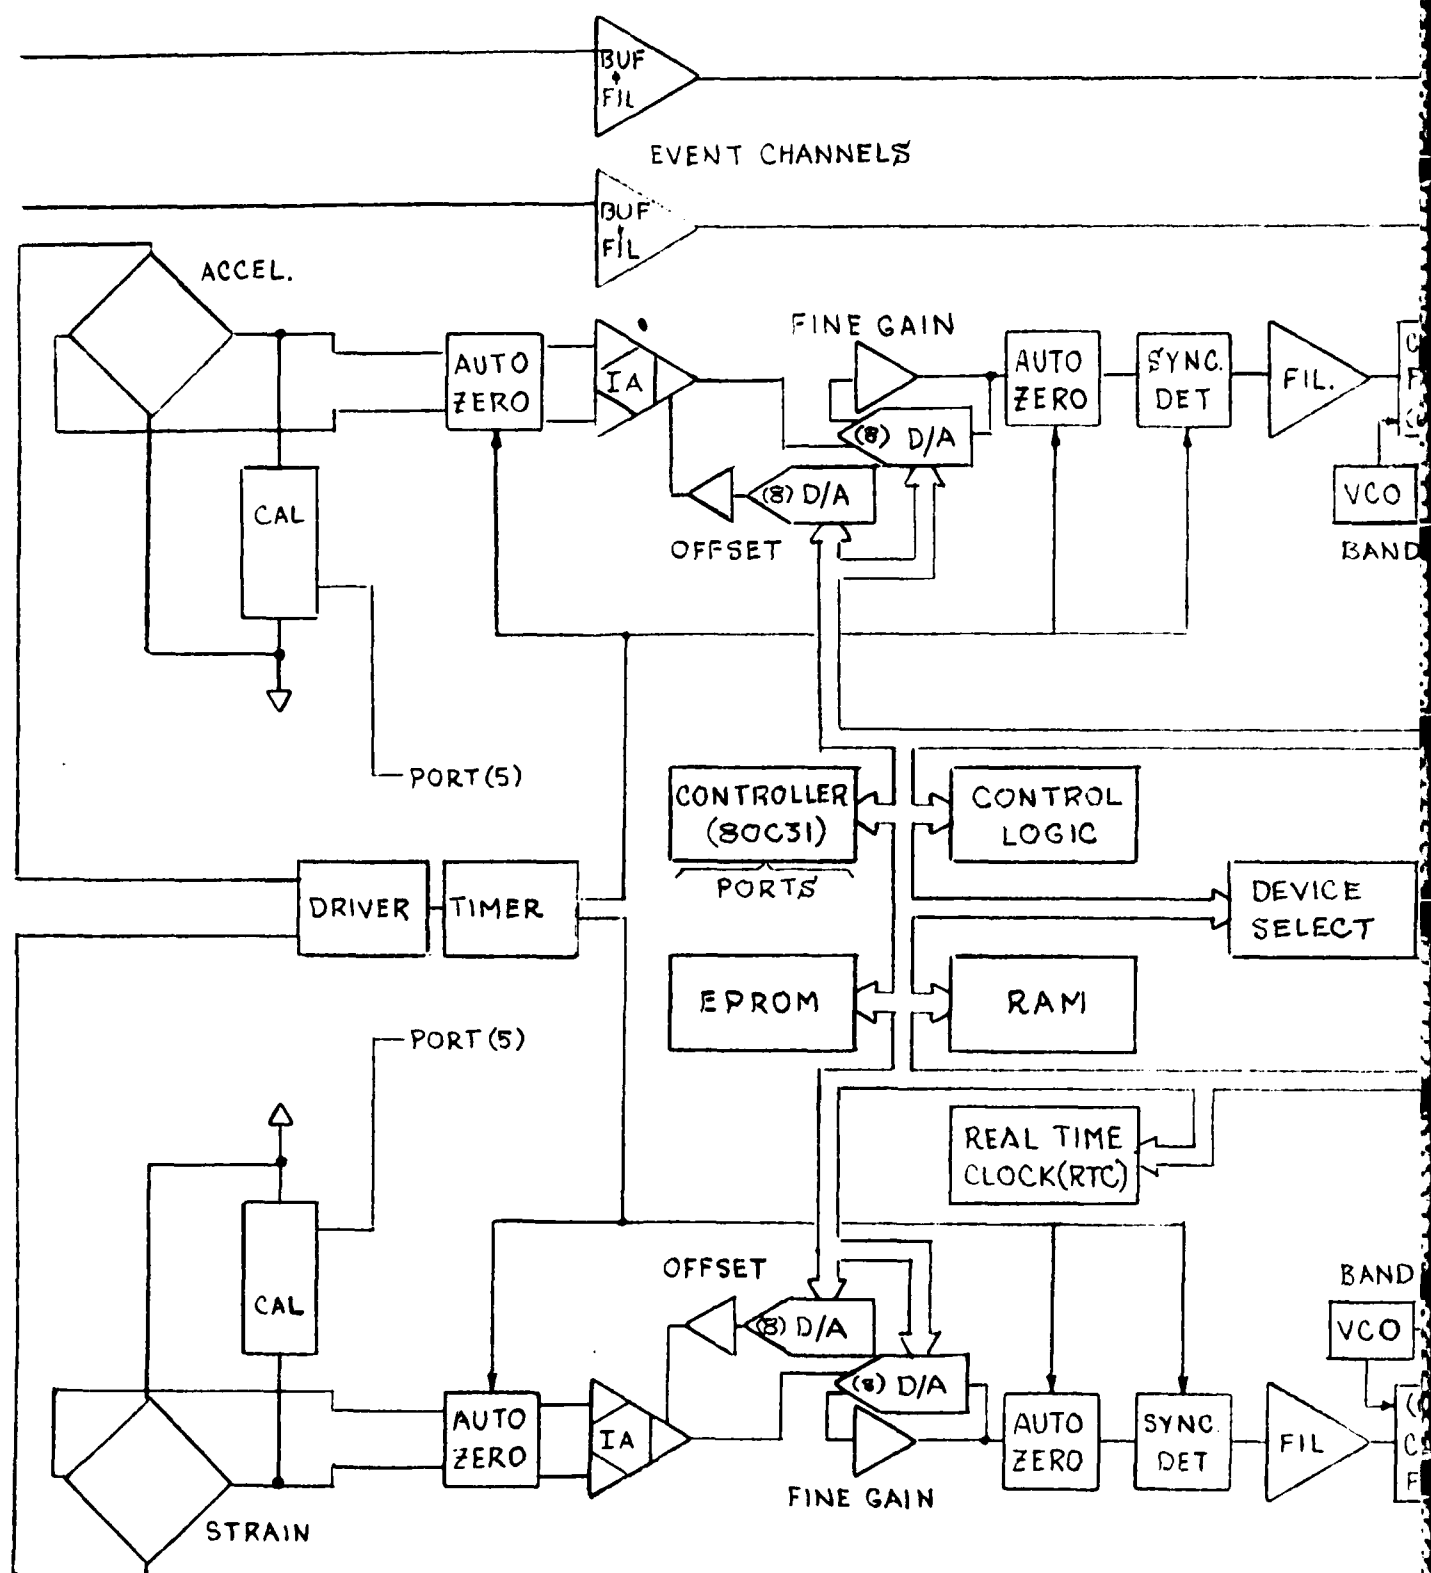 BUF
FIL
EVENT CHANNELS
BUF
FIL
ACCEL.
FINE GAIN
AUTO
ZERO
IA
(8) D/A
AUTO
ZERO
SYNC.
DET
FIL.
C
F
(8) D/A
OFFSET
CAL
VCO
BAND
PORT(5)
CONTROLLER
(80C31)
PORTS
CONTROL
LOGIC
DRIVER
TIMER
DEVICE
SELECT
EPROM
RAM
PORT(5)
REAL TIME
CLOCK(RTC)
CAL
OFFSET
(8) D/A
BAND
VCO
(8) D/A
AUTO
ZERO
IA
AUTO
ZERO
SYNC.
DET
FIL
(
C
F
FINE GAIN
STRAIN